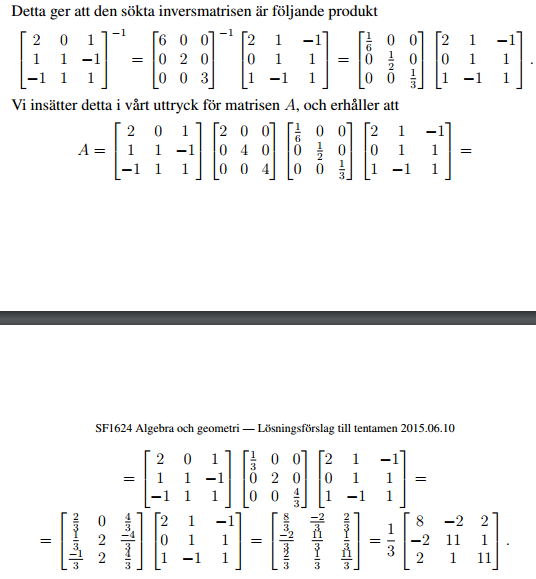 Detta ger att den sökta inversmatrisen är följande produkt
\begin{bmatrix} 2 & 0 & 1 \\ 1 & 1 & -1 \\ -1 & 1 & 1 \end{bmatrix}^{-1} = \begin{bmatrix} 6 & 0 & 0 \\ 0 & 2 & 0 \\ 0 & 0 & 3 \end{bmatrix}^{-1} \begin{bmatrix} 2 & 1 & -1 \\ 0 & 1 & 1 \\ 1 & -1 & 1 \end{bmatrix} = \begin{bmatrix} \frac{1}{6} & 0 & 0 \\ 0 & \frac{1}{2} & 0 \\ 0 & 0 & \frac{1}{3} \end{bmatrix} \begin{bmatrix} 2 & 1 & -1 \\ 0 & 1 & 1 \\ 1 & -1 & 1 \end{bmatrix} .
Vi insätter detta i vårt uttryck för matrisen A, och erhåller att
A = \begin{bmatrix} 2 & 0 & 1 \\ 1 & 1 & -1 \\ -1 & 1 & 1 \end{bmatrix} \begin{bmatrix} 2 & 0 & 0 \\ 0 & 4 & 0 \\ 0 & 0 & 4 \end{bmatrix} \begin{bmatrix} \frac{1}{6} & 0 & 0 \\ 0 & \frac{1}{2} & 0 \\ 0 & 0 & \frac{1}{3} \end{bmatrix} \begin{bmatrix} 2 & 1 & -1 \\ 0 & 1 & 1 \\ 1 & -1 & 1 \end{bmatrix} =
SF1624 Algebra och geometri — Lösningsförslag till tentamen 2015.06.10
= \begin{bmatrix} 2 & 0 & 1 \\ 1 & 1 & -1 \\ -1 & 1 & 1 \end{bmatrix} \begin{bmatrix} \frac{1}{3} & 0 & 0 \\ 0 & 2 & 0 \\ 0 & 0 & \frac{4}{3} \end{bmatrix} \begin{bmatrix} 2 & 1 & -1 \\ 0 & 1 & 1 \\ 1 & -1 & 1 \end{bmatrix} =
= \begin{bmatrix} \frac{2}{3} & 0 & \frac{4}{3} \\ \frac{1}{3} & 2 & \frac{-4}{3} \\ \frac{-1}{3} & 2 & \frac{4}{3} \end{bmatrix} \begin{bmatrix} 2 & 1 & -1 \\ 0 & 1 & 1 \\ 1 & -1 & 1 \end{bmatrix} = \begin{bmatrix} \frac{8}{3} & \frac{-2}{3} & \frac{2}{3} \\ \frac{-2}{3} & \frac{11}{3} & \frac{1}{3} \\ \frac{2}{3} & \frac{1}{3} & \frac{11}{3} \end{bmatrix} = \frac{1}{3} \begin{bmatrix} 8 & -2 & 2 \\ -2 & 11 & 1 \\ 2 & 1 & 11 \end{bmatrix} .